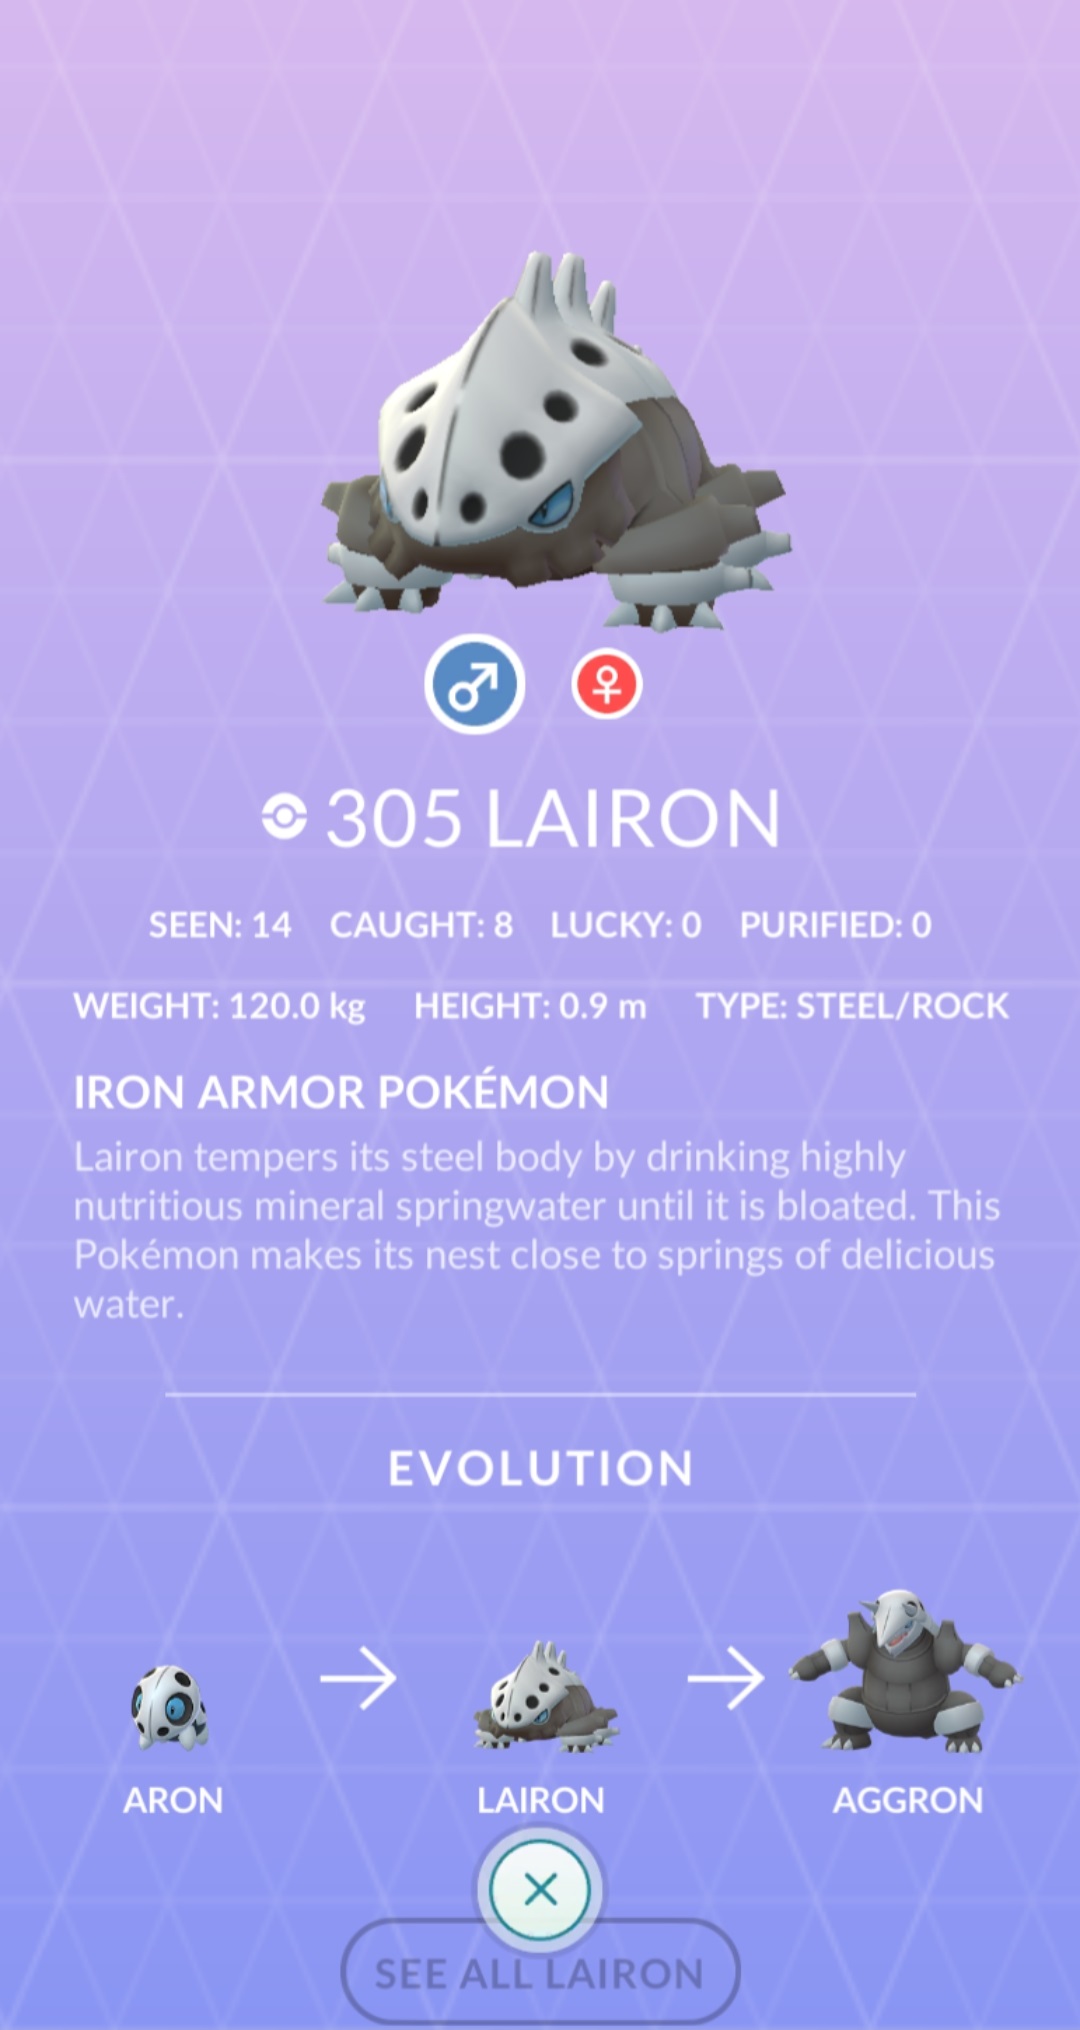 305 LAIRON
SEEN: 14 CAUGHT: 8 LUCKY: 0 PURIFIED: 0
WEIGHT: 120.0 kg HEIGHT: 0.9 m TYPE: STEEL/ROCK
IRON ARMOR POKÉMON
Lairon tempers its steel body by drinking highly
nutritious mineral springwater until it is bloated. This
Pokémon makes its nest close to springs of delicious
water.
EVOLUTION
ARON LAIRON AGGRON
SEE ALL LAIRON